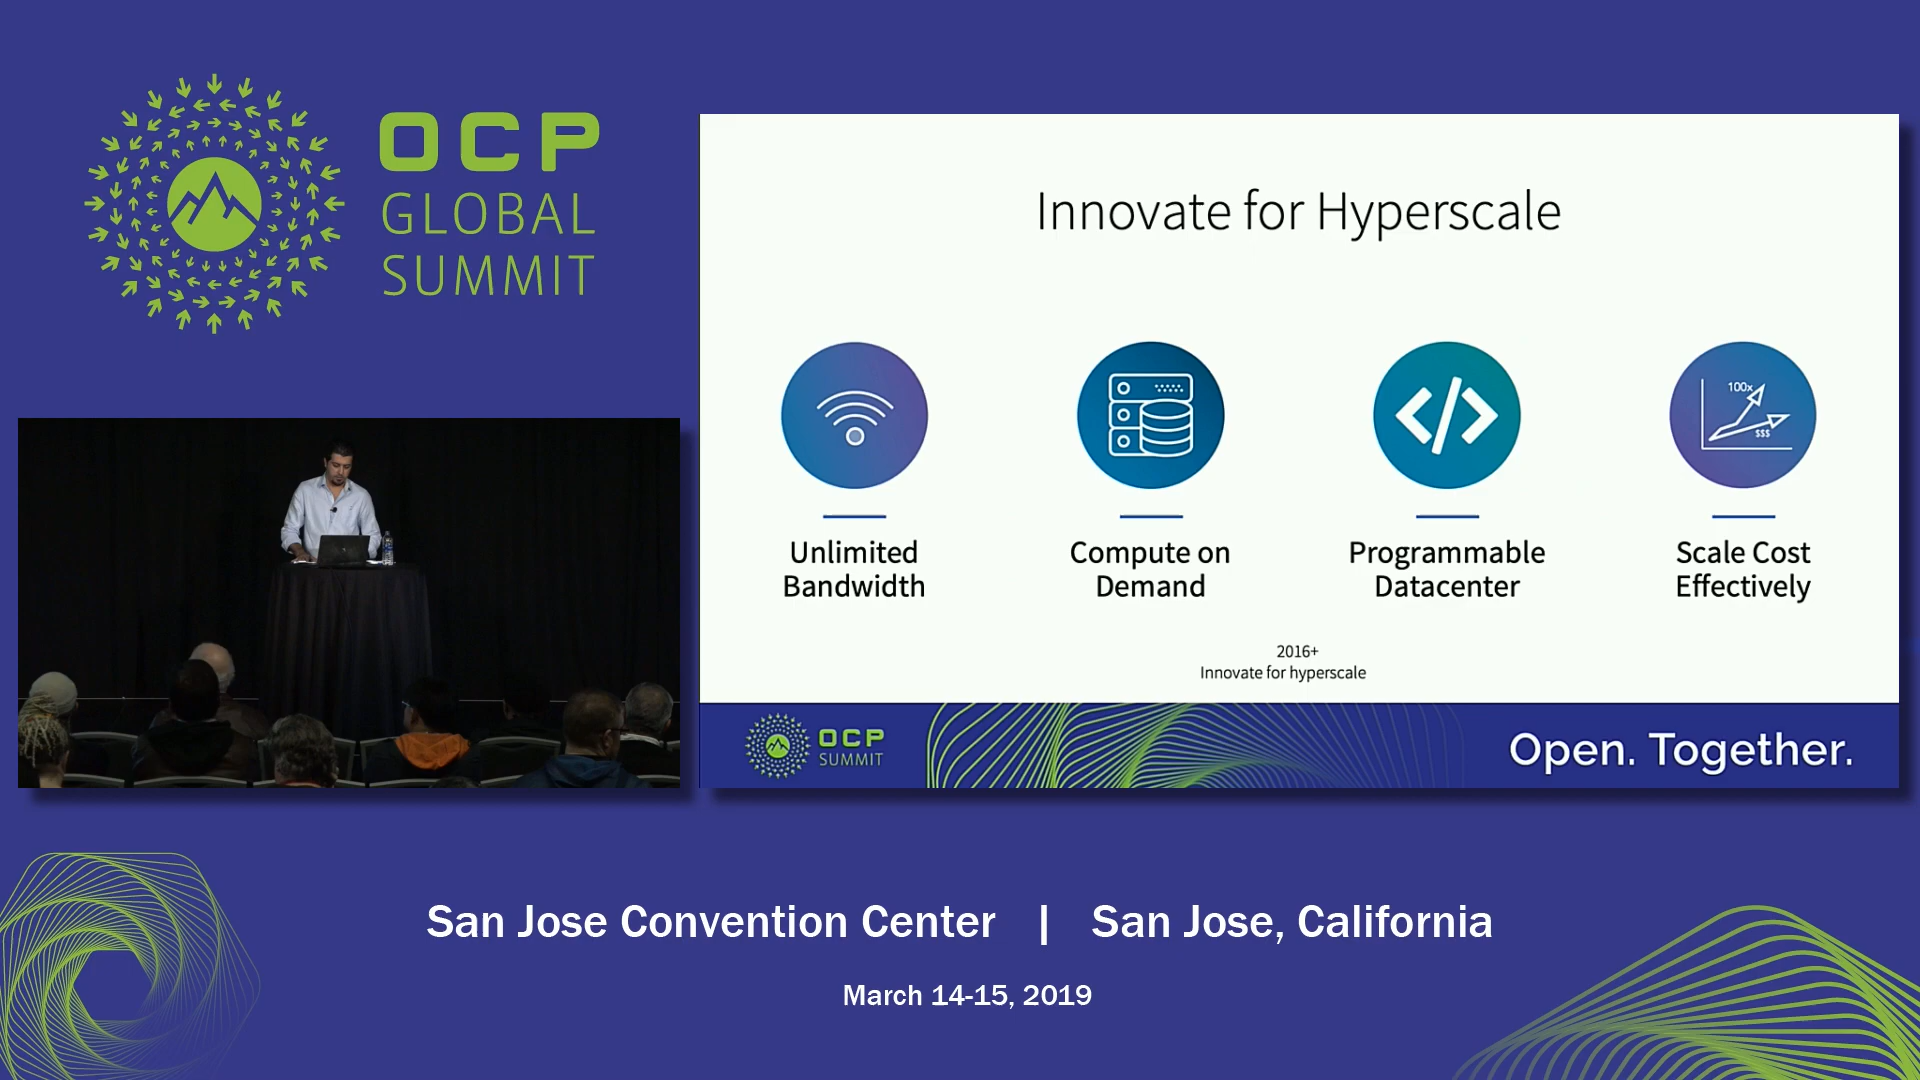 OCP
GLOBAL
SUMMIT
Innovate for Hyperscale
100x
$$$
Unlimited
Bandwidth
Compute on
Demand
Programmable
Datacenter
Scale Cost
Effectively
2016+
Innovate for hyperscale
OCP
SUMMIT
Open. Together.
San Jose Convention Center | San Jose, California
March 14-15, 2019